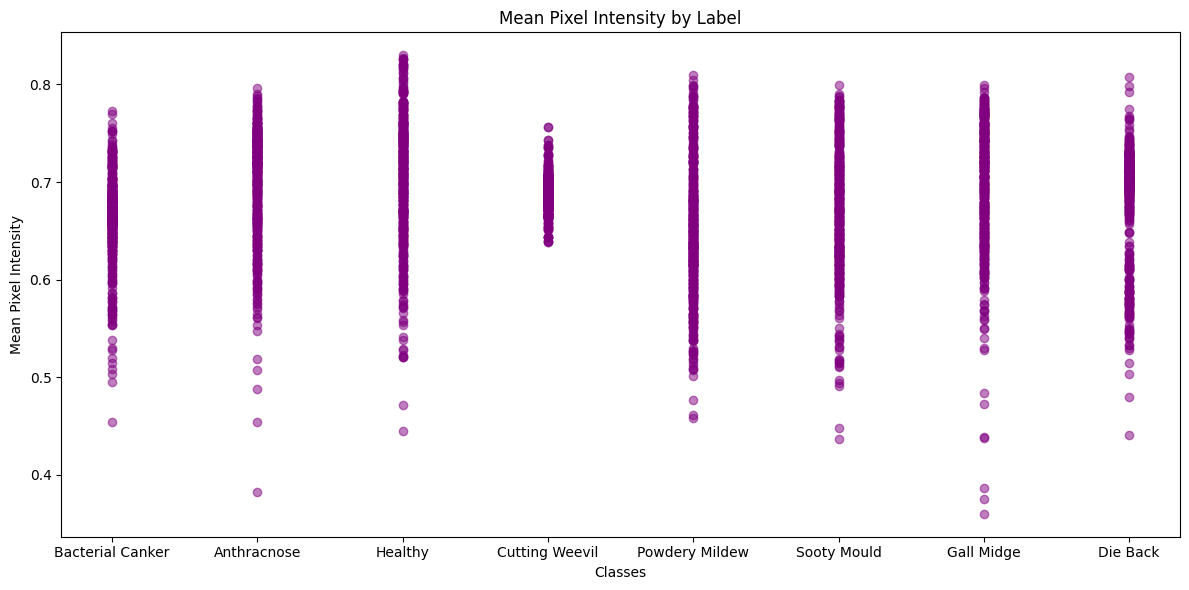 Mean Pixel Intensity by Label
Mean Pixel Intensity
0.8
0.7
0.6
0.5
0.4
Bacterial Canker
Anthracnose
Healthy
Cutting Weevil
Powdery Mildew
Sooty Mould
Gall Midge
Die Back
Classes